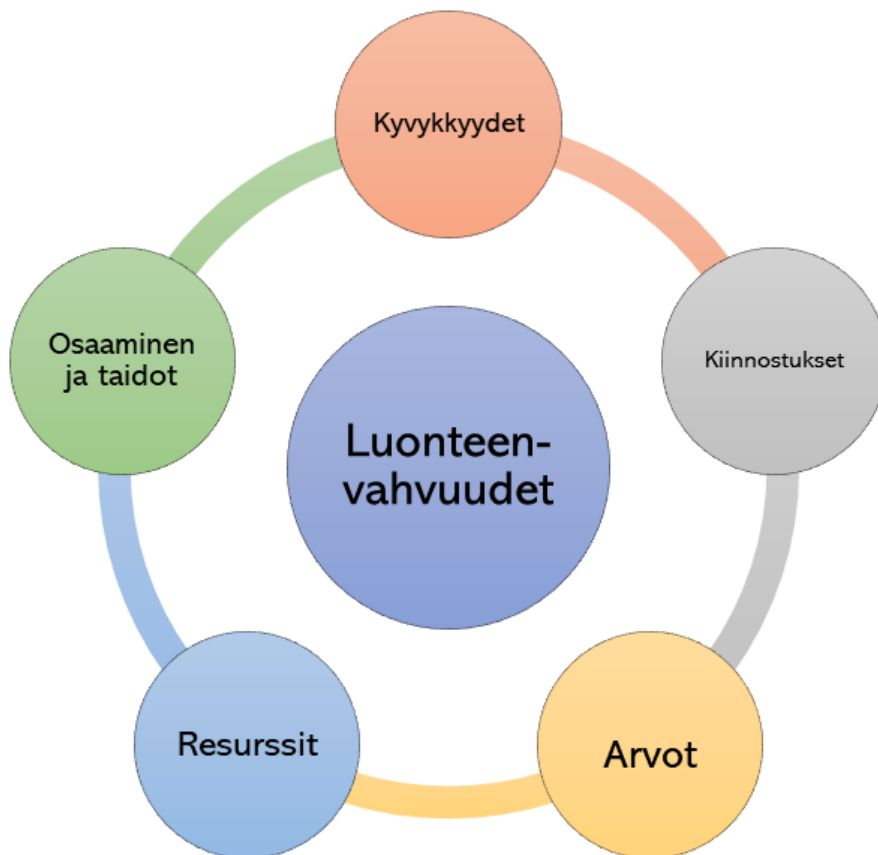 Kyvykkyydet
Kiinnostukset
Arvot
Resurssit
Osaaminen
ja taidot
Luonteen-
vahvuudet